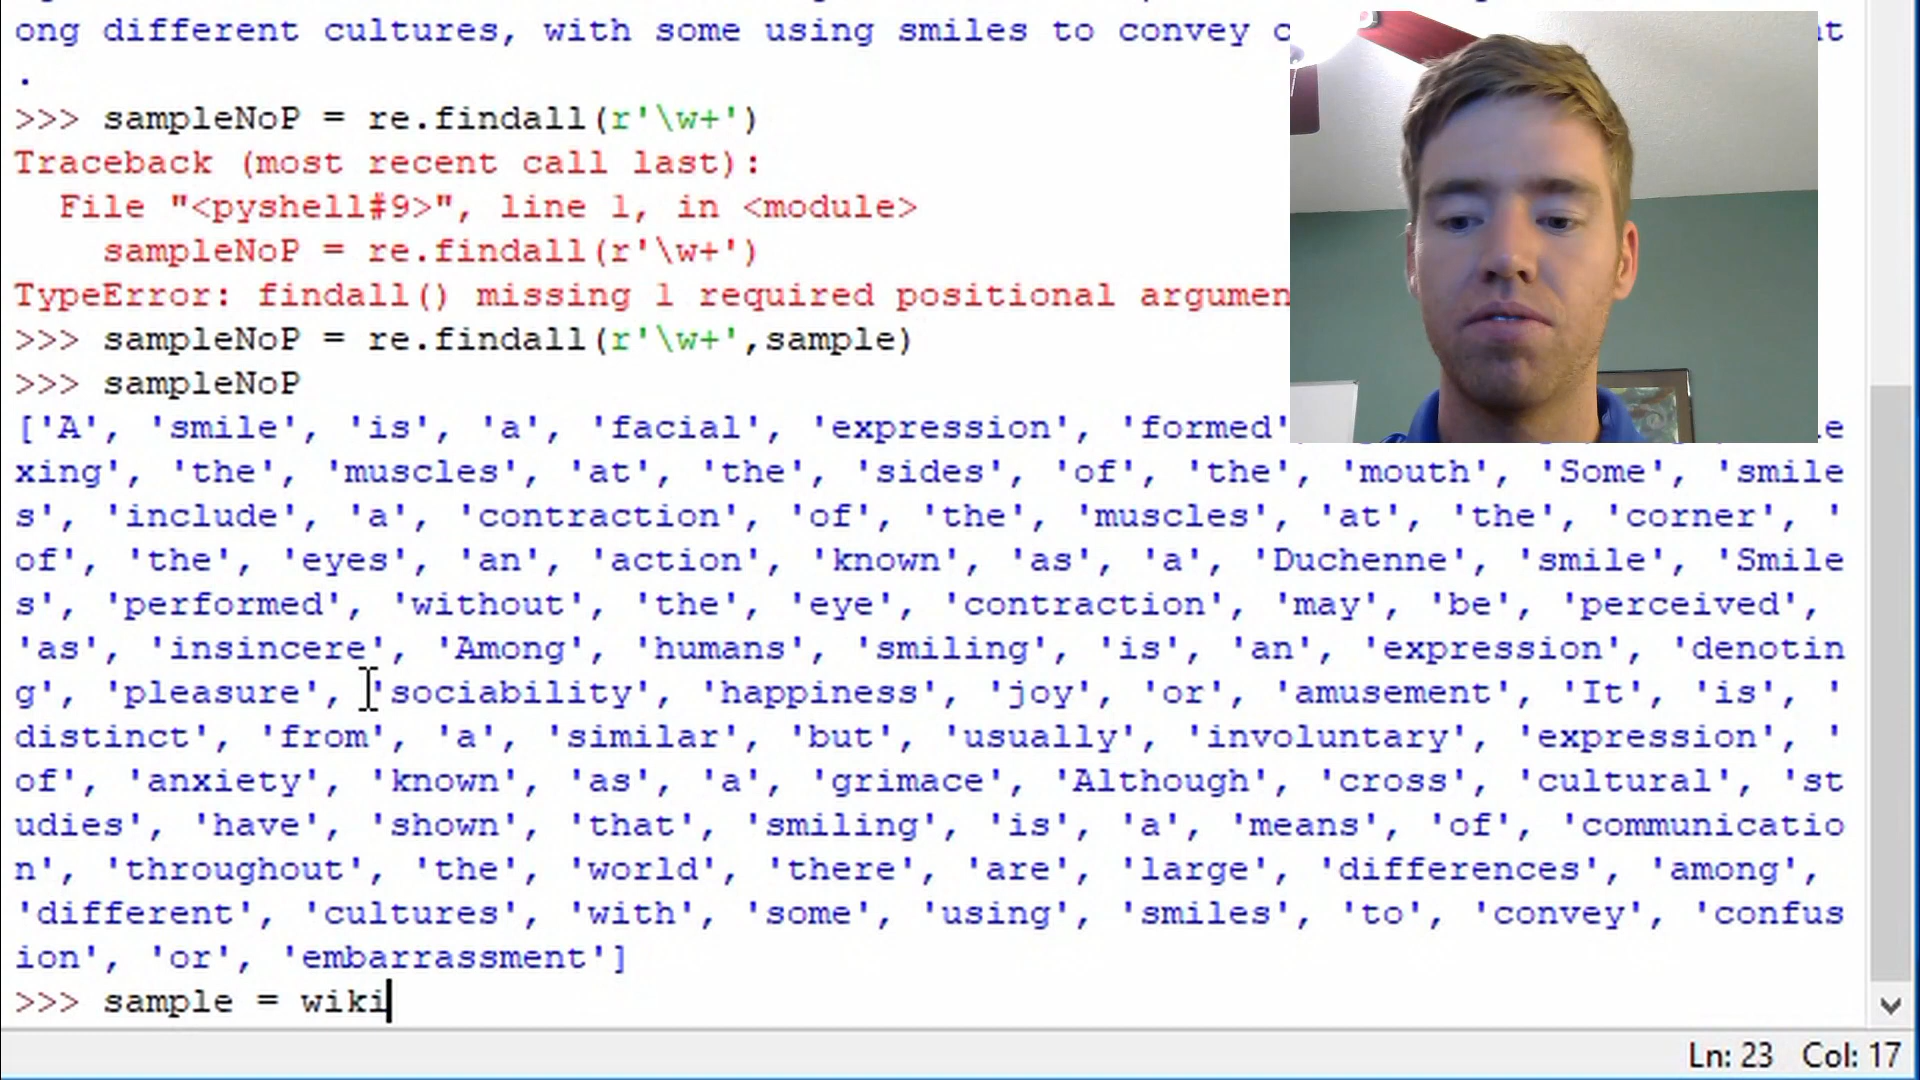 ong different cultures, with some using smiles to convey
.
>>> sampleNoP = re.findall(r'\w+')
Traceback (most recent call last):
  File "<pyshell#9>", line 1, in <module>
    sampleNoP = re.findall(r'\w+')
TypeError: findall() missing 1 required positional argumen
>>> sampleNoP = re.findall(r'\w+',sample)
>>> sampleNoP
['A', 'smile', 'is', 'a', 'facial', 'expression', 'formed' e
xing', 'the', 'muscles', 'at', 'the', 'sides', 'of', 'the', 'mouth', 'Some', 'smile
s', 'include', 'a', 'contraction', 'of', 'the', 'muscles', 'at', 'the', 'corner', '
of', 'the', 'eyes', 'an', 'action', 'known', 'as', 'a', 'Duchenne', 'smile', 'Smile
s', 'performed', 'without', 'the', 'eye', 'contraction', 'may', 'be', 'perceived',
'as', 'insincere', 'Among', 'humans', 'smiling', 'is', 'an', 'expression', 'denotin
g', 'pleasure', 'sociability', 'happiness', 'joy', 'or', 'amusement', 'It', 'is', '
distinct', 'from', 'a', 'similar', 'but', 'usually', 'involuntary', 'expression', '
of', 'anxiety', 'known', 'as', 'a', 'grimace', 'Although', 'cross', 'cultural', 'st
udies', 'have', 'shown', 'that', 'smiling', 'is', 'a', 'means', 'of', 'communicatio
n', 'throughout', 'the', 'world', 'there', 'are', 'large', 'differences', 'among',
'different', 'cultures', 'with', 'some', 'using', 'smiles', 'to', 'convey', 'confus
ion', 'or', 'embarrassment']
>>> sample = wiki
Ln: 23 Col: 17